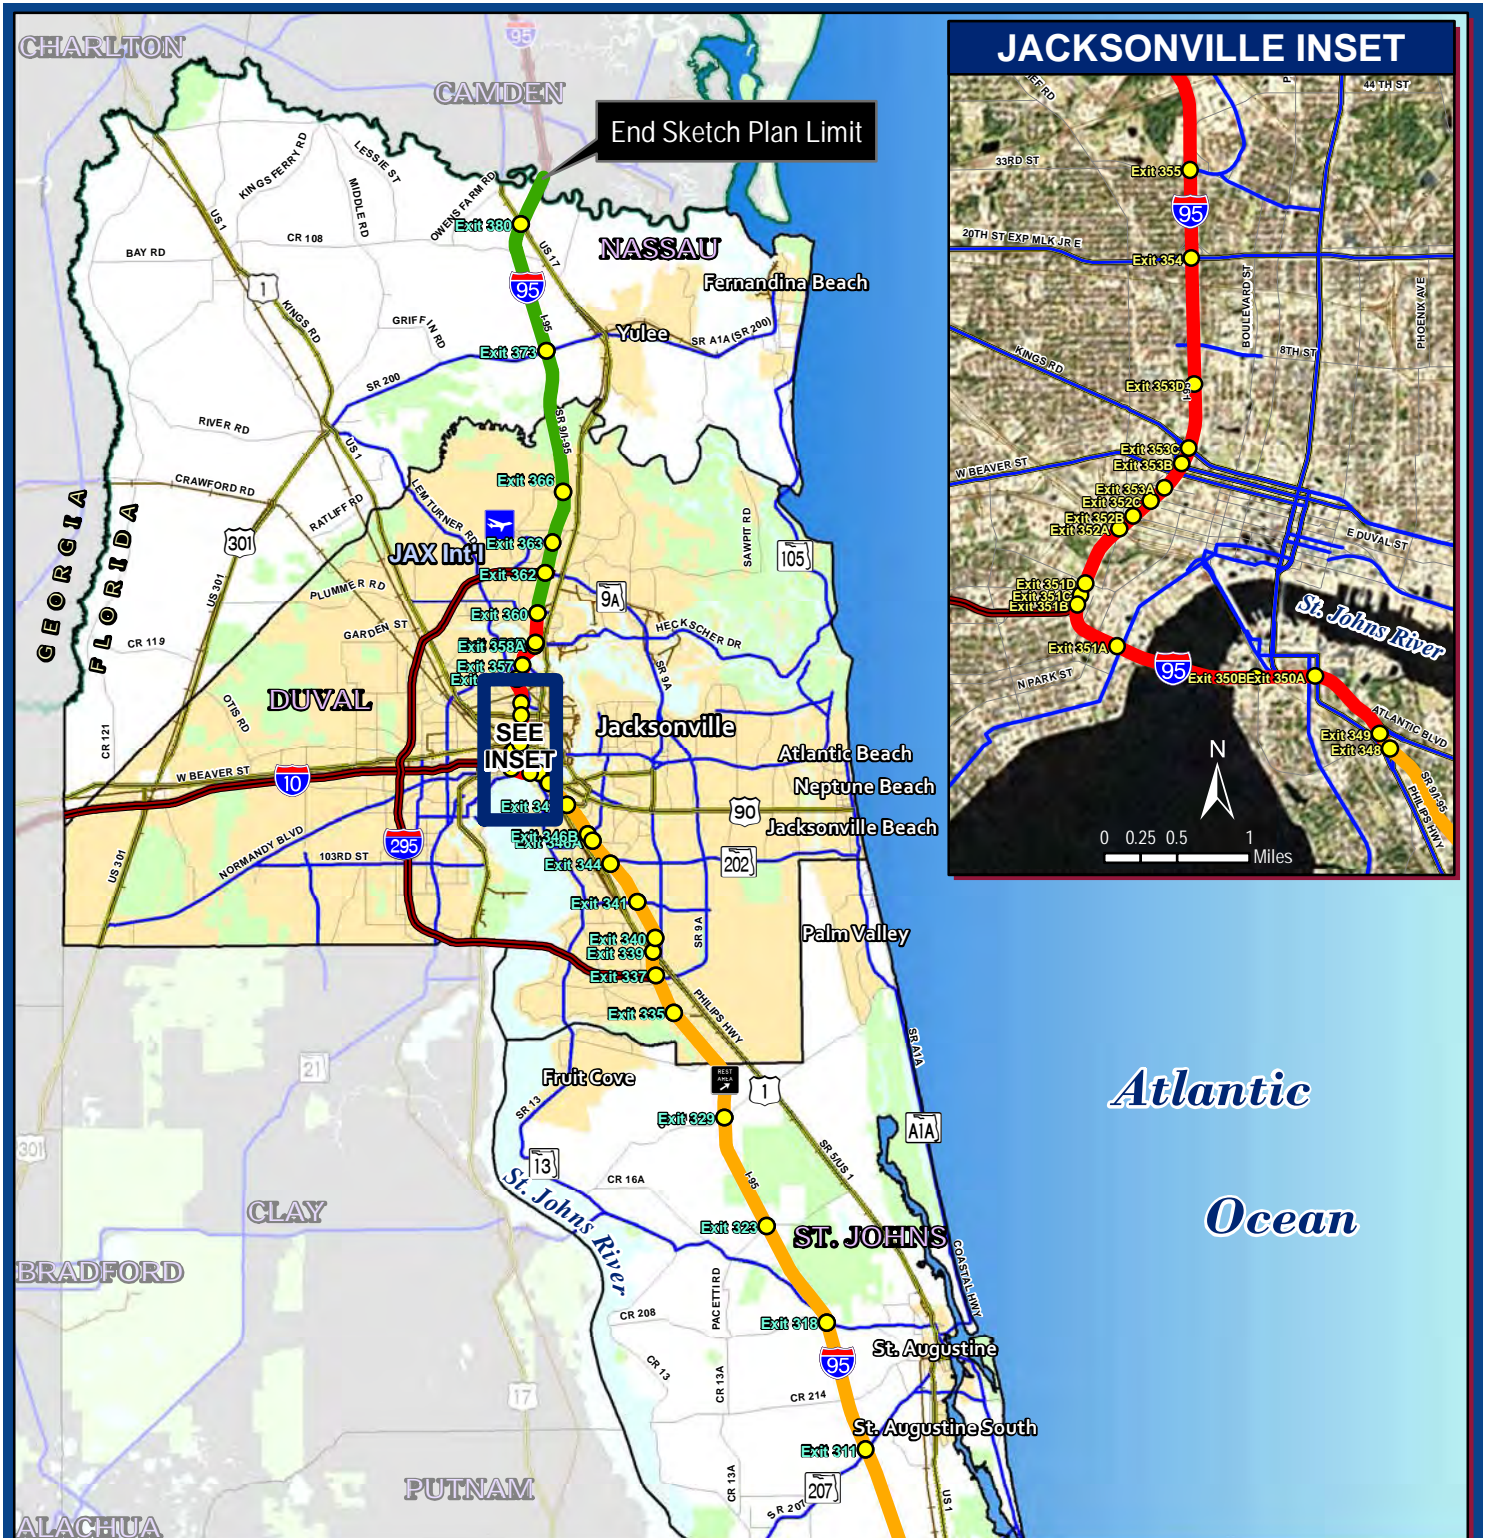 CHARLTON
95
CAMDEN
End Sketch Plan Limit
KINGS FERRY RD
LESSIE ST
MIDDLE RD
OWENS FARM RD
US 1
Exit 380
CR 108
BAY RD
US 17
NASSAU
1
95
Fernandina Beach
KINGS RD
GRIFFIN RD
I-95
Yulee
SR A1A (SR 200)
Exit 373
SR 200
RIVER RD
US 1
SR 9/I-95
CRAWFORD RD
LEM TURNER RD
Exit 366
RATLIFF RD
SAWPIT RD
GEORGIA
FLORIDA
301
JAX Int'l
Exit 363
105
Exit 362
US 301
PLUMMER RD
9A
Exit 360
GARDEN ST
HECKSCHER DR
CR 119
Exit 358A
Exit 357
SR 9A
DUVAL
OTIS RD
CR 121
SEE
INSET
Jacksonville
Atlantic Beach
W BEAVER ST
10
Neptune Beach
90
Jacksonville Beach
Exit 346B
Exit 346A
295
NORMANDY BLVD
103RD ST
Exit 344
202
US 301
Exit 341
SR 9A
Palm Valley
Exit 340
Exit 339
Exit 337
PHILIPS HWY
Exit 335
SR A1A
21
Fruit Cove
REST
AREA
1
SR 13
Exit 329
A1A
301
13
CR 16A
SR 5/US 1
I-95
St. Johns River
CLAY
Exit 323
ST. JOHNS
COASTAL HWY
BRADFORD
PACETTI RD
CR 208
Exit 318
St. Augustine
95
CR 13
CR 13A
CR 214
17
St. Augustine South
Exit 311
PUTNAM
CR 13A
207
SR 207
US 1
ALACHUA
Atlantic
Ocean
JACKSONVILLE INSET
44 TH ST
33RD ST
Exit 355
95
20TH ST EXP MLK JR E
Exit 354
BOULEVARD ST
PHOENIX AVE
KINGS RD
8TH ST
Exit 353D
Exit 353C
W BEAVER ST
Exit 353B
Exit 353A
Exit 352C
Exit 352B
Exit 352A
E DUVAL ST
Exit 351D
Exit 351C
Exit 351B
St. Johns River
Exit 351A
95
N PARK ST
Exit 350B
Exit 350A
ATLANTIC BLVD
Exit 349
Exit 348
SR 9/I-95
PHILIPS HWY
N
0 0.25 0.5 1
Miles